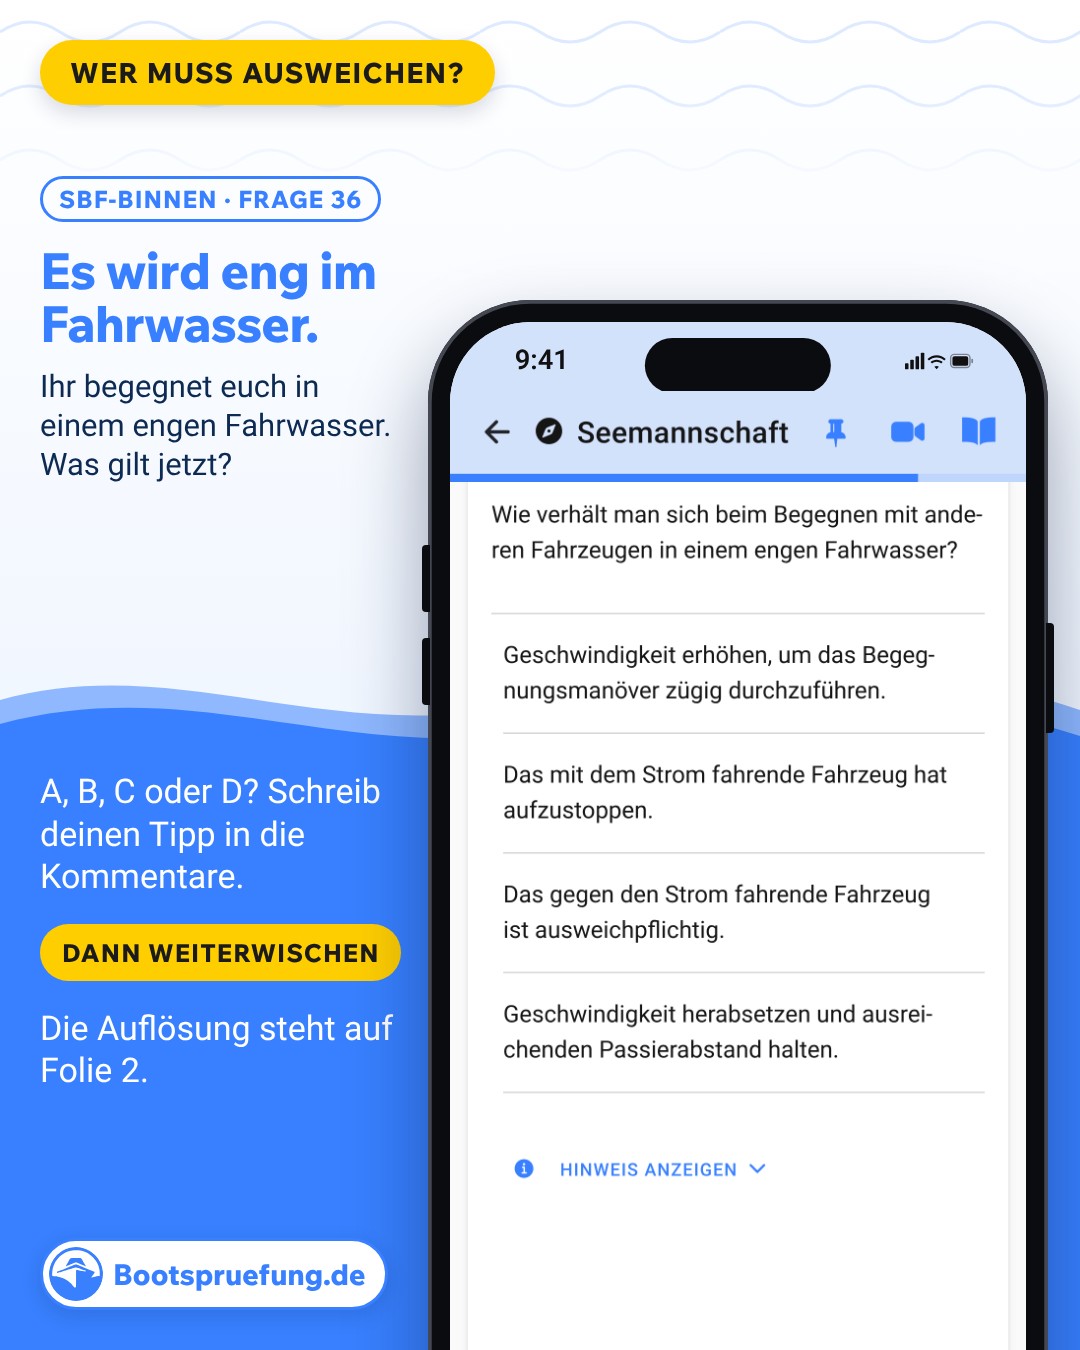 WER MUSS AUSWEICHEN?
SBF-BINNEN · FRAGE 36
Es wird eng im
Fahrwasser.
Ihr begegnet euch in
einem engen Fahrwasser.
Was gilt jetzt?
A, B, C oder D? Schreib
deinen Tipp in die
Kommentare.
DANN WEITERWISCHEN
Die Auflösung steht auf
Folie 2.
Bootspruefung.de
9:41
Seemannschaft
Wie verhält man sich beim Begegnen mit ande-
ren Fahrzeugen in einem engen Fahrwasser?
Geschwindigkeit erhöhen, um das Begeg-
nungsmanöver zügig durchzuführen.
Das mit dem Strom fahrende Fahrzeug hat
aufzustoppen.
Das gegen den Strom fahrende Fahrzeug
ist ausweichpflichtig.
Geschwindigkeit herabsetzen und ausrei-
chenden Passierabstand halten.
HINWEIS ANZEIGEN